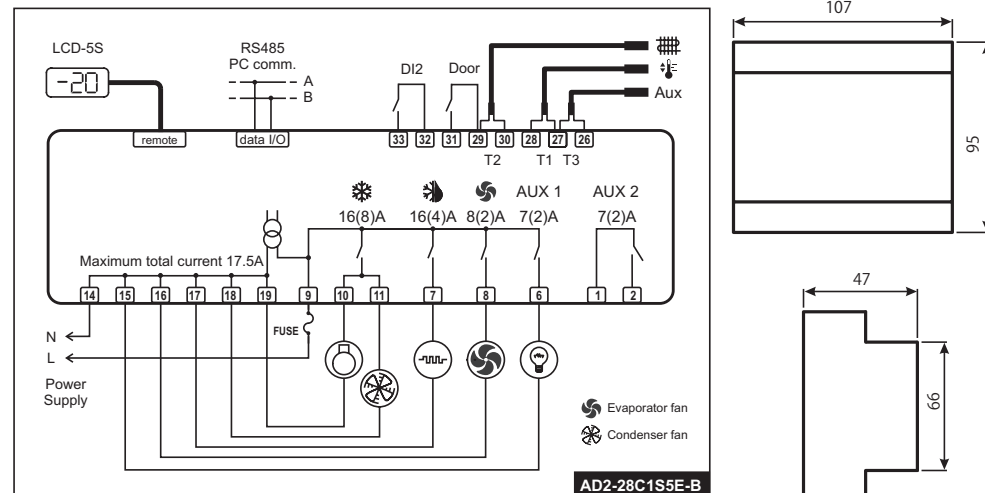 LCD-5S
-20
RS485
PC comm.
A
B
DI2
Door
Aux
remote
data I/O
33 32 31 29 30 28 27 26
T2 T1 T3
AUX 1 AUX 2
16(8)A 16(4)A 8(2)A 7(2)A 7(2)A
Maximum total current 17.5A
14 15 16 17 18 19 9 10 11 7 8 6 1 2
FUSE
N
L
Power
Supply
Evaporator fan
Condenser fan
AD2-28C1S5E-B
107
95
47
66